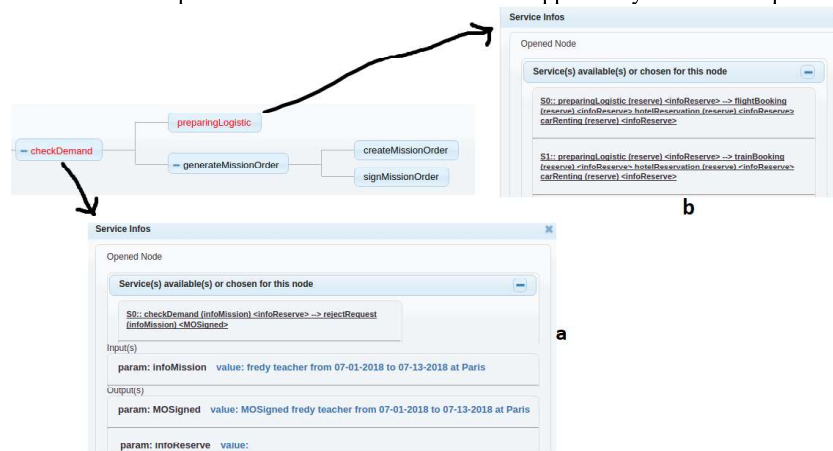 Service Infos
Opened Node
Service(s) available(s) or chosen for this node
S0:: preparingLogistic (reserve) <infoReserve> --> flightBooking
(reserve) <infoReserve> hotelReservation (reserve) <infoReserve>
carRenting (reserve) <infoReserve>
S1:: preparingLogistic (reserve) <infoReserve> --> trainBooking
(reserve) <infoReserve> hotelReservation (reserve) <infoReserve>
carRenting (reserve) <infoReserve>
b
preparingLogistic
checkDemand
generateMissionOrder
createMissionOrder
signMissionOrder
Service Infos
Opened Node
Service(s) available(s) or chosen for this node
S0:: checkDemand (infoMission) <infoReserve> --> rejectRequest
(infoMission) <MOSigned>
a
Input(s)
param: infoMission value: fredy teacher from 07-01-2018 to 07-13-2018 at Paris
Output(s)
param: MOSigned value: MOSigned fredy teacher from 07-01-2018 to 07-13-2018 at Paris
param: infoReserve value: